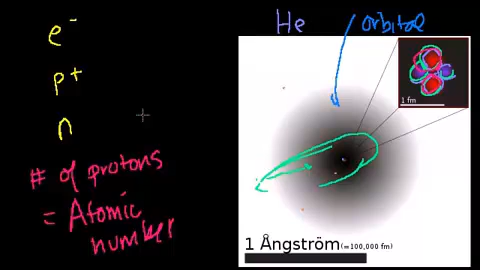 e⁻
p⁺
n
# of protons
= Atomic
number
He
orbital
1 fm
1 Ångström (=100,000 fm)